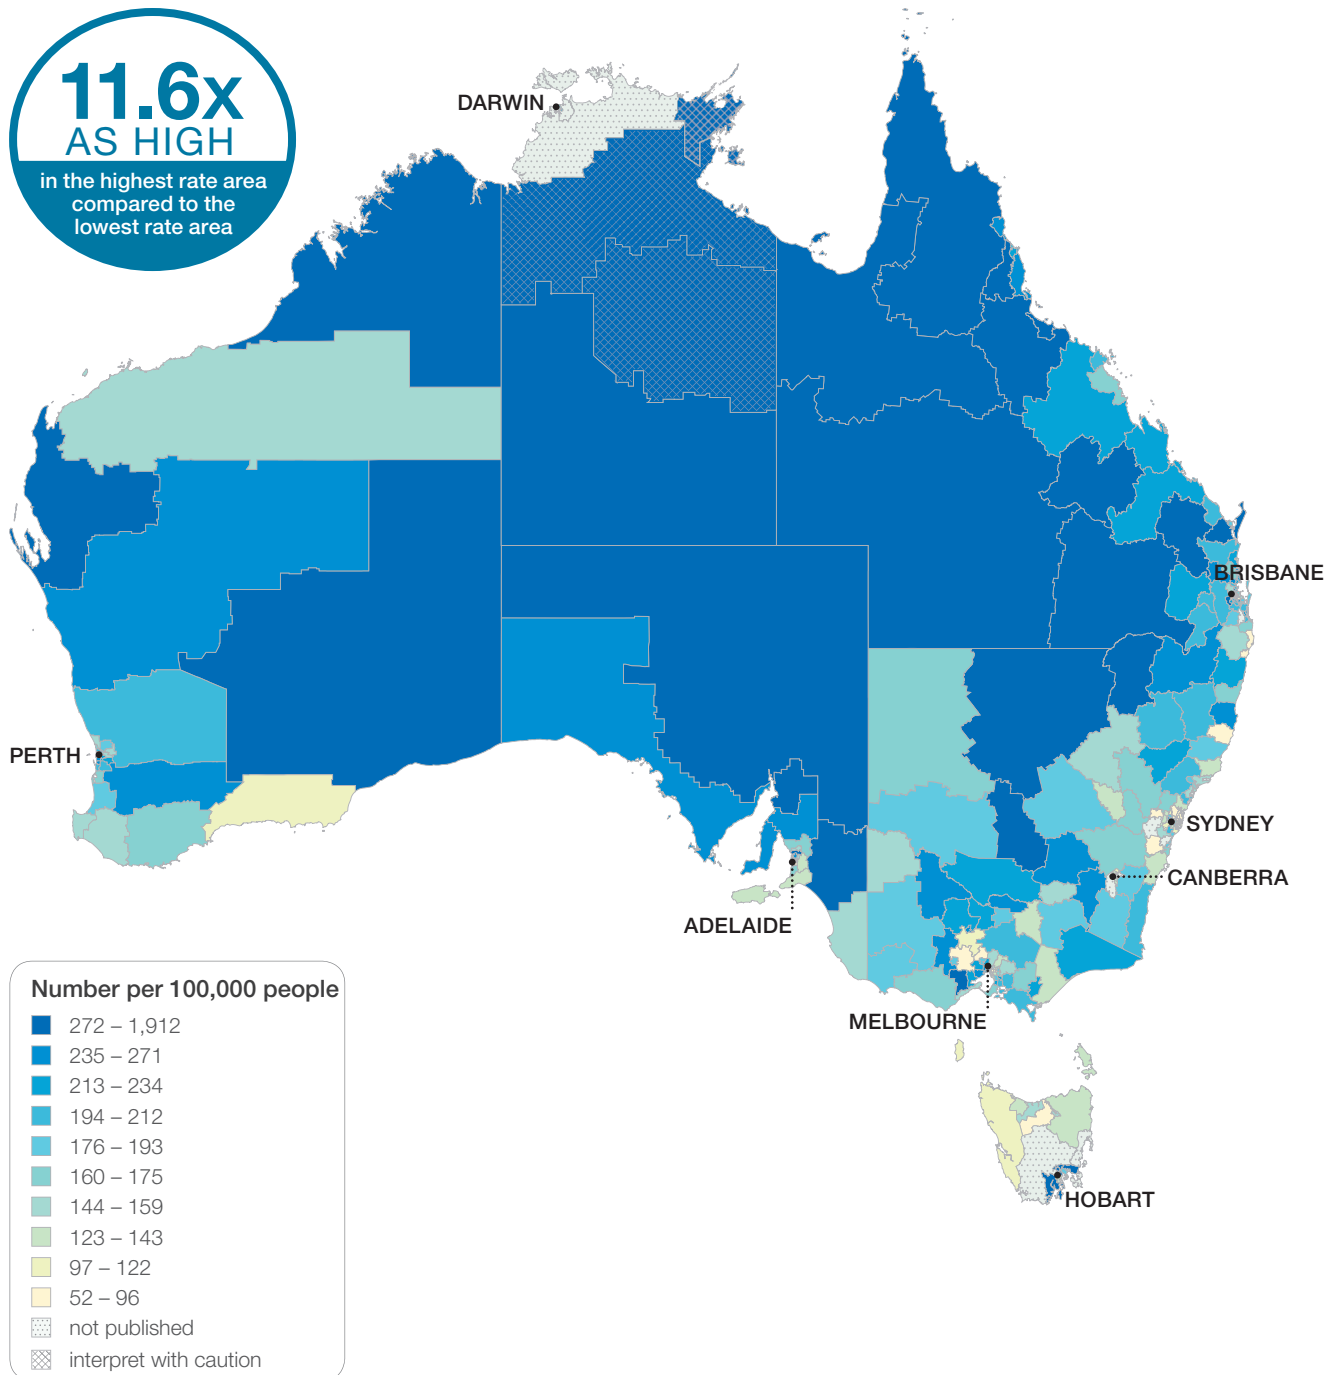 11.6x
AS HIGH
in the highest rate area
compared to the
lowest rate area
DARWIN
BRISBANE
PERTH
SYDNEY
CANBERRA
ADELAIDE
MELBOURNE
HOBART
Number per 100,000 people
272 – 1,912
235 – 271
213 – 234
194 – 212
176 – 193
160 – 175
144 – 159
123 – 143
97 – 122
52 – 96
not published
interpret with caution